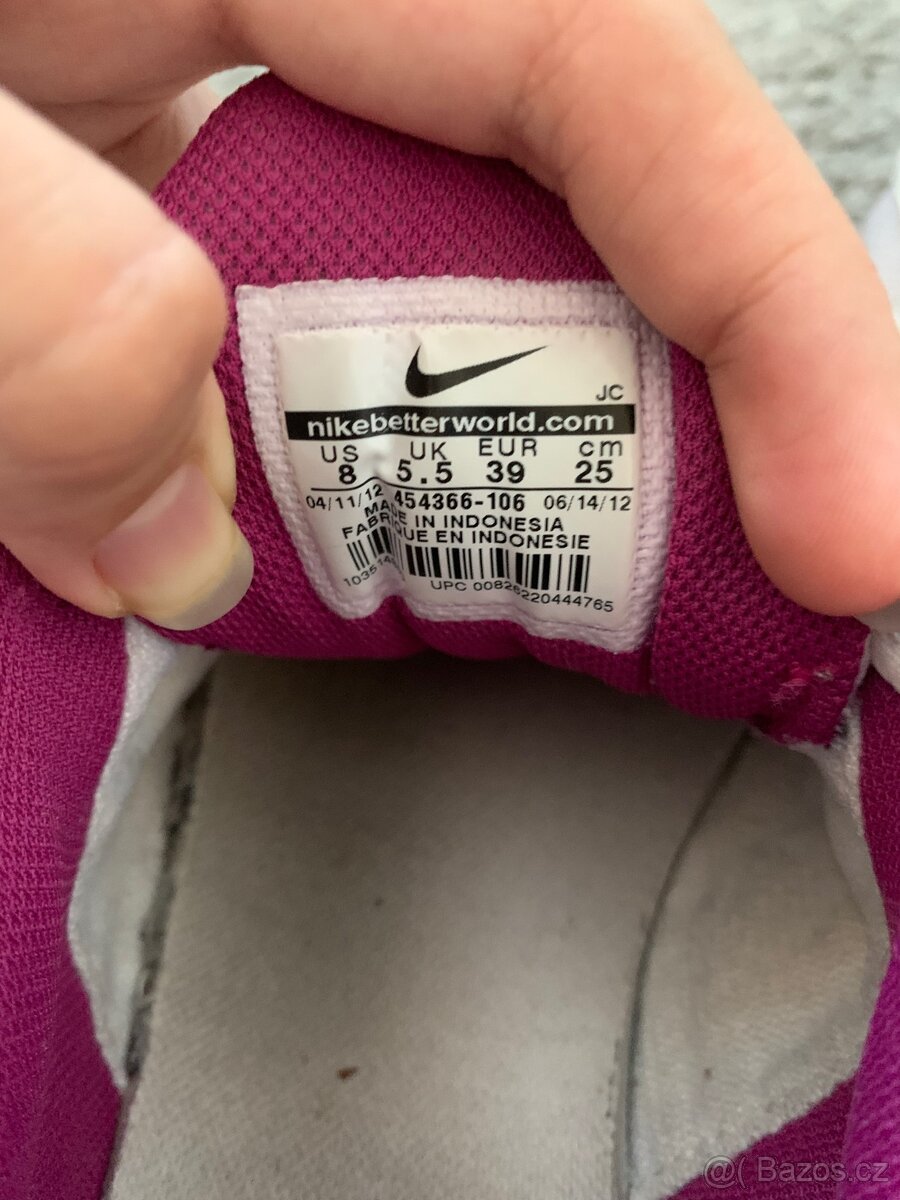 JC
nikebetterworld.com
US UK EUR cm
8 5.5 39 25
04/11/12 454366-106 06/14/12
MADE IN INDONESIA
FABRIQUE EN INDONESIE
UPC
@( Bazos.cz